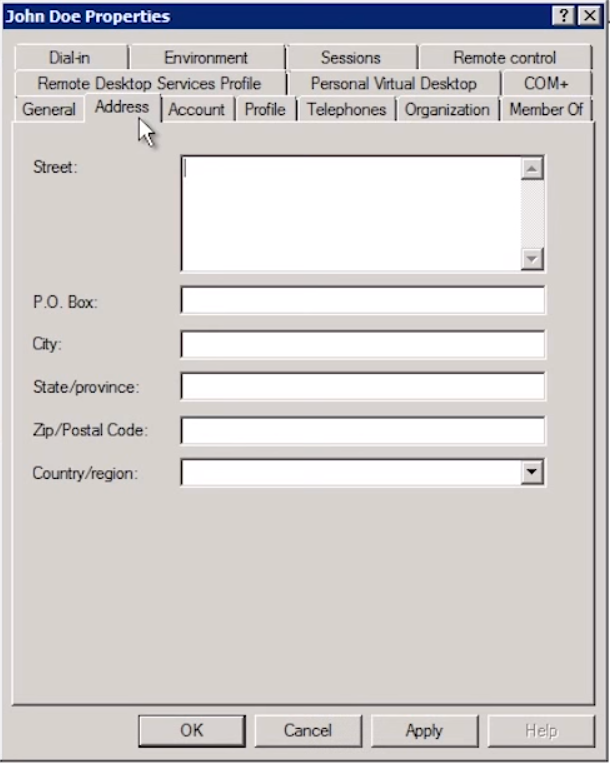 John Doe Properties
Dial-in Environment Sessions Remote control
Remote Desktop Services Profile Personal Virtual Desktop COM+
General Address Account Profile Telephones Organization Member Of
Street:
P.O. Box:
City:
State/province:
Zip/Postal Code:
Country/region:
OK Cancel Apply Help